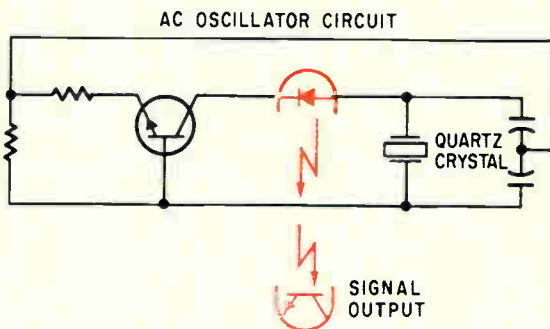 AC OSCILLATOR CIRCUIT
QUARTZ
CRYSTAL
SIGNAL
OUTPUT